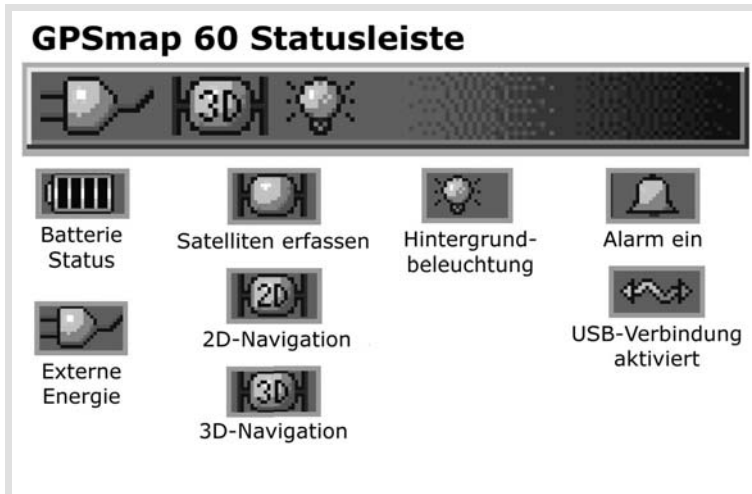 GPSmap 60 Statusleiste
3D
Batterie
Status
Satelliten erfassen
Hintergrund-
beleuchtung
Alarm ein
2D
2D-Navigation
USB-Verbindung
aktiviert
Externe
Energie
3D
3D-Navigation